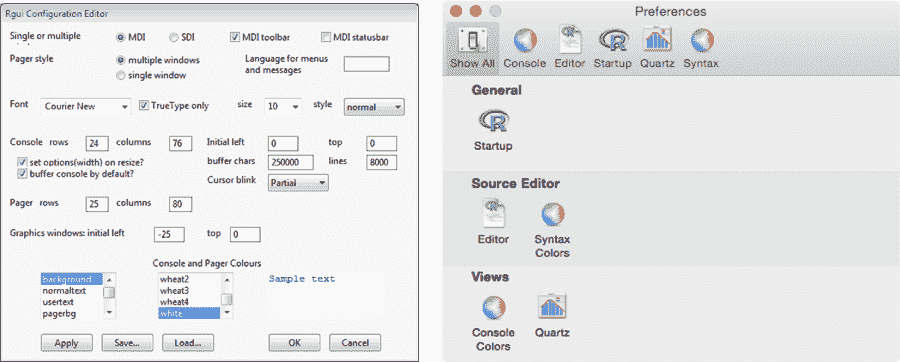 Rgui Configuration Editor
Single or multiple
MDI SDI MDI toolbar MDI statusbar
Pager style multiple windows Language for menus
single window and messages
Font Courier New TrueType only size 10 style normal
Console rows 24 columns 76 Initial left 0 top 0
set options(width) on resize? buffer chars 250000 lines 8000
buffer console by default? Cursor blink Partial
Pager rows 25 columns 80
Graphics windows: initial left -25 top 0
Console and Pager Colours
background wheat2 Sample text
normaltext wheat3
usertext wheat4
pagerbg white
Apply Save... Load... OK Cancel
Preferences
Show All Console Editor Startup Quartz Syntax
General
Startup
Source Editor
Editor Syntax
Colors
Views
Console Quartz
Colors